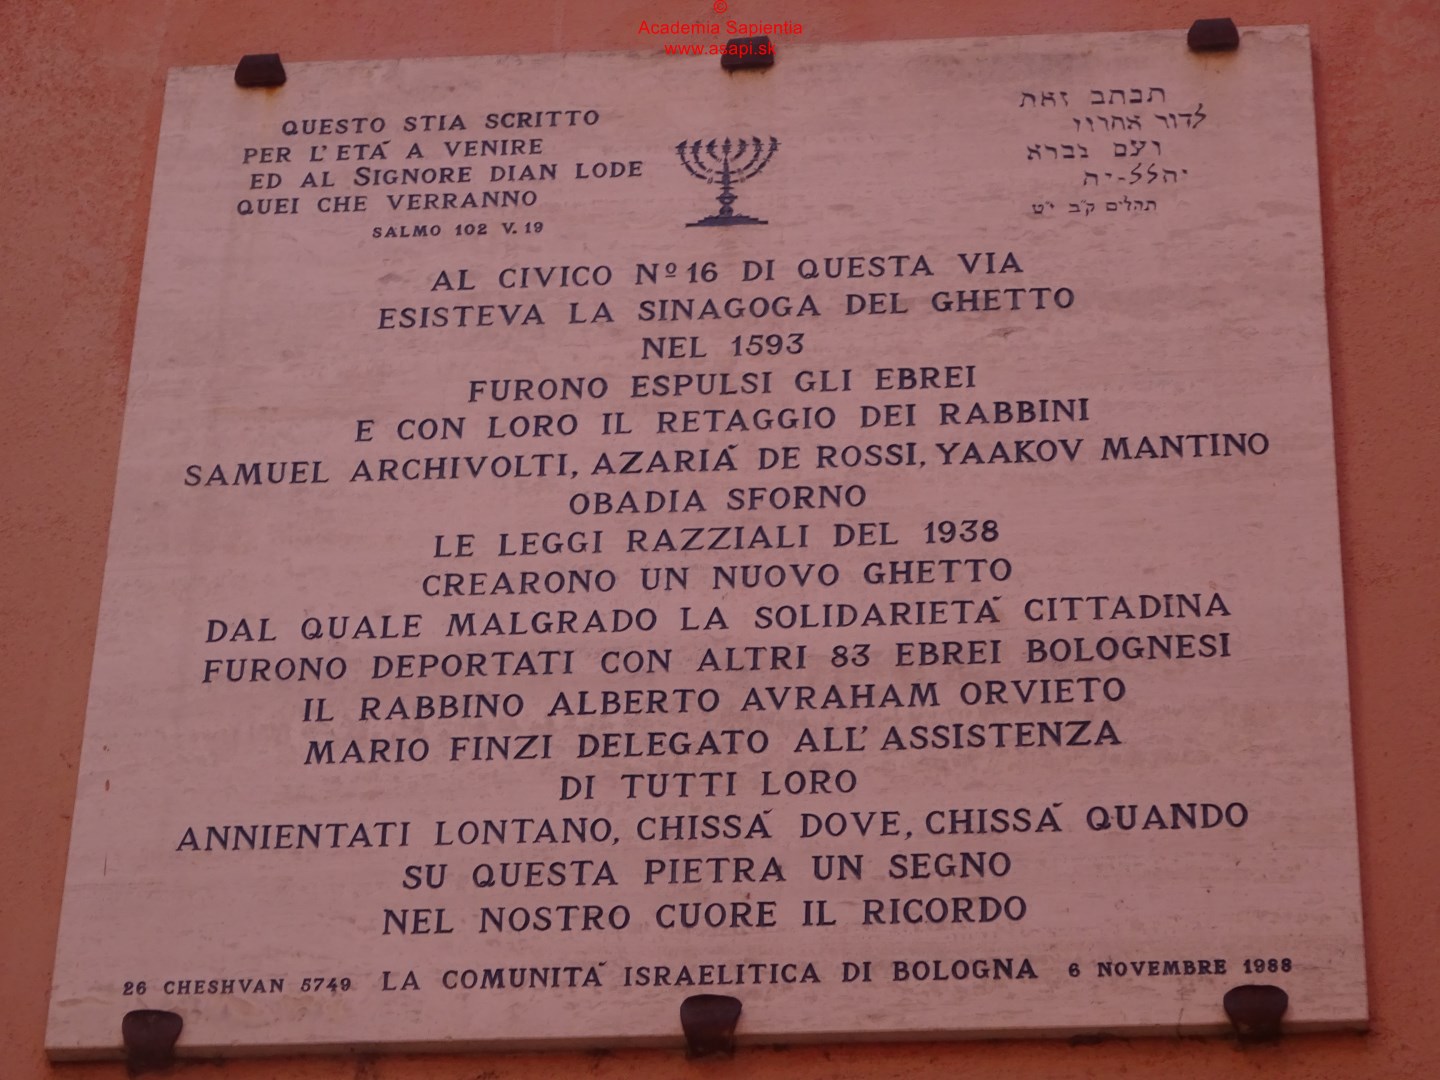 ©
Academia Sapientia
www.asapi.sk
QUESTO STIA SCRITTO
PER L'ETÁ A VENIRE
ED AL SIGNORE DIAN LODE
QUEI CHE VERRANNO
SALMO 102 V. 19
תכתב זאת
לדור אחרון
ועם נברא
יהלל-יה
תהלים ק"ב י"ט
AL CIVICO Nº 16 DI QUESTA VIA
ESISTEVA LA SINAGOGA DEL GHETTO
NEL 1593
FURONO ESPULSI GLI EBREI
E CON LORO IL RETAGGIO DEI RABBINI
SAMUEL ARCHIVOLTI, AZARIÁ DE ROSSI, YAAKOV MANTINO
OBADIA SFORNO
LE LEGGI RAZZIALI DEL 1938
CREARONO UN NUOVO GHETTO
DAL QUALE MALGRADO LA SOLIDARIETÁ CITTADINA
FURONO DEPORTATI CON ALTRI 83 EBREI BOLOGNESI
IL RABBINO ALBERTO AVRAHAM ORVIETO
MARIO FINZI DELEGATO ALL'ASSISTENZA
DI TUTTI LORO
ANNIENTATI LONTANO, CHISSÁ DOVE, CHISSÁ QUANDO
SU QUESTA PIETRA UN SEGNO
NEL NOSTRO CUORE IL RICORDO
26 CHESHVAN 5749 LA COMUNITÁ ISRAELITICA DI BOLOGNA 6 NOVEMBRE 1988